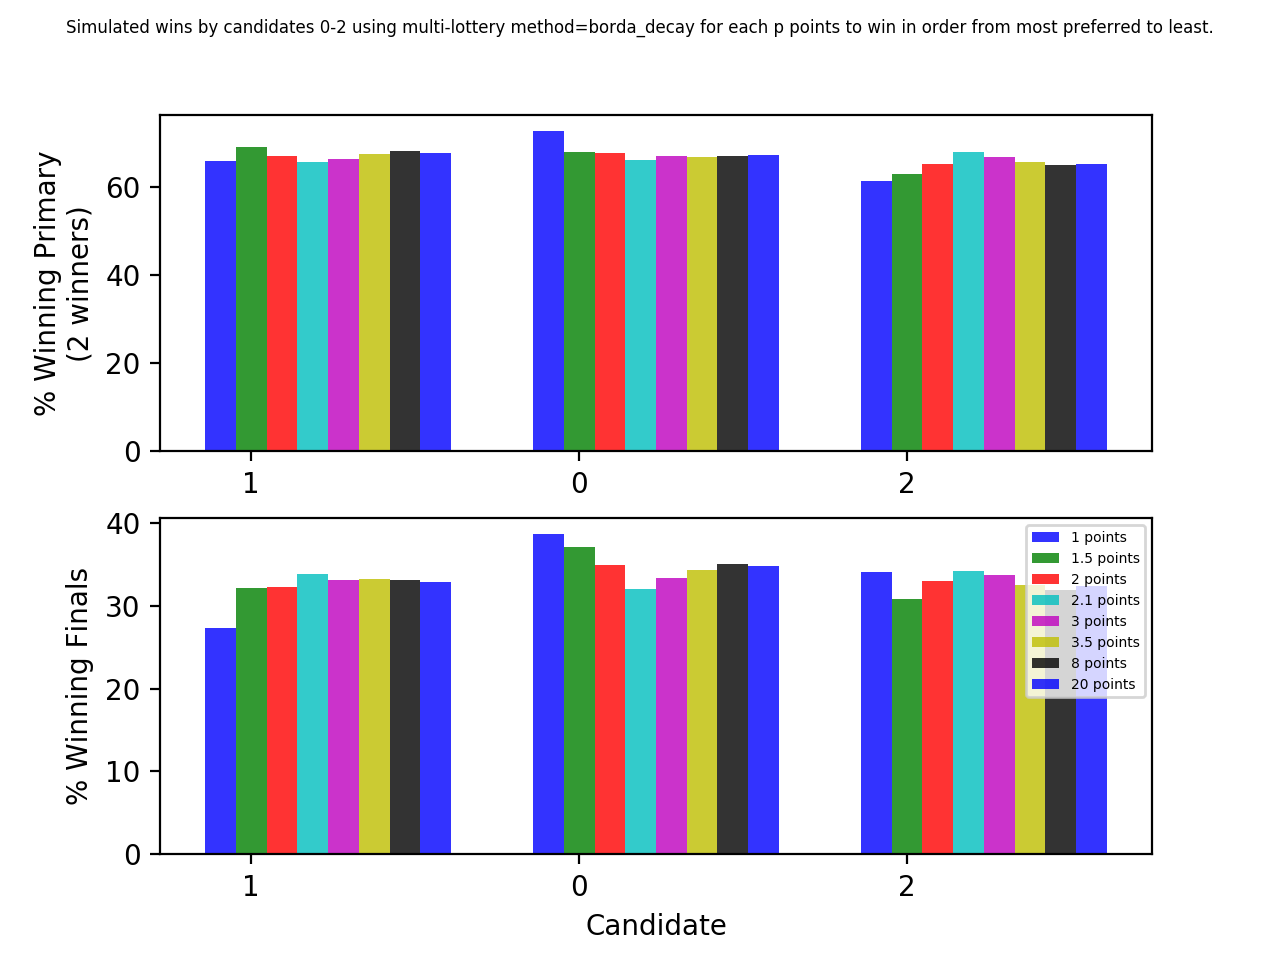 Simulated wins by candidates 0-2 using multi-lottery method=borda_decay for each p points to win in order from most preferred to least.
% Winning Primary
(2 winners)
60
40
20
0
1
0
2
% Winning Finals
40
30
20
10
0
1 points
1.5 points
2 points
2.1 points
3 points
3.5 points
8 points
20 points
1
0
2
Candidate